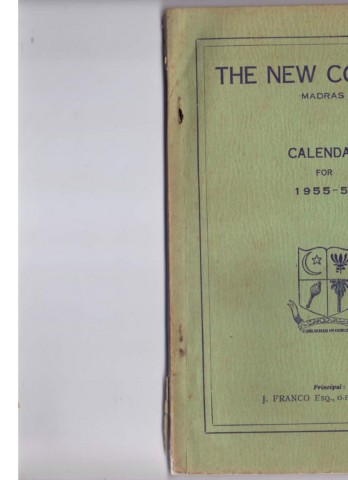 THE NEW CO
MADRAS
CALENDA
FOR
1955-5
Principal:
J. FRANCO ESQ.,